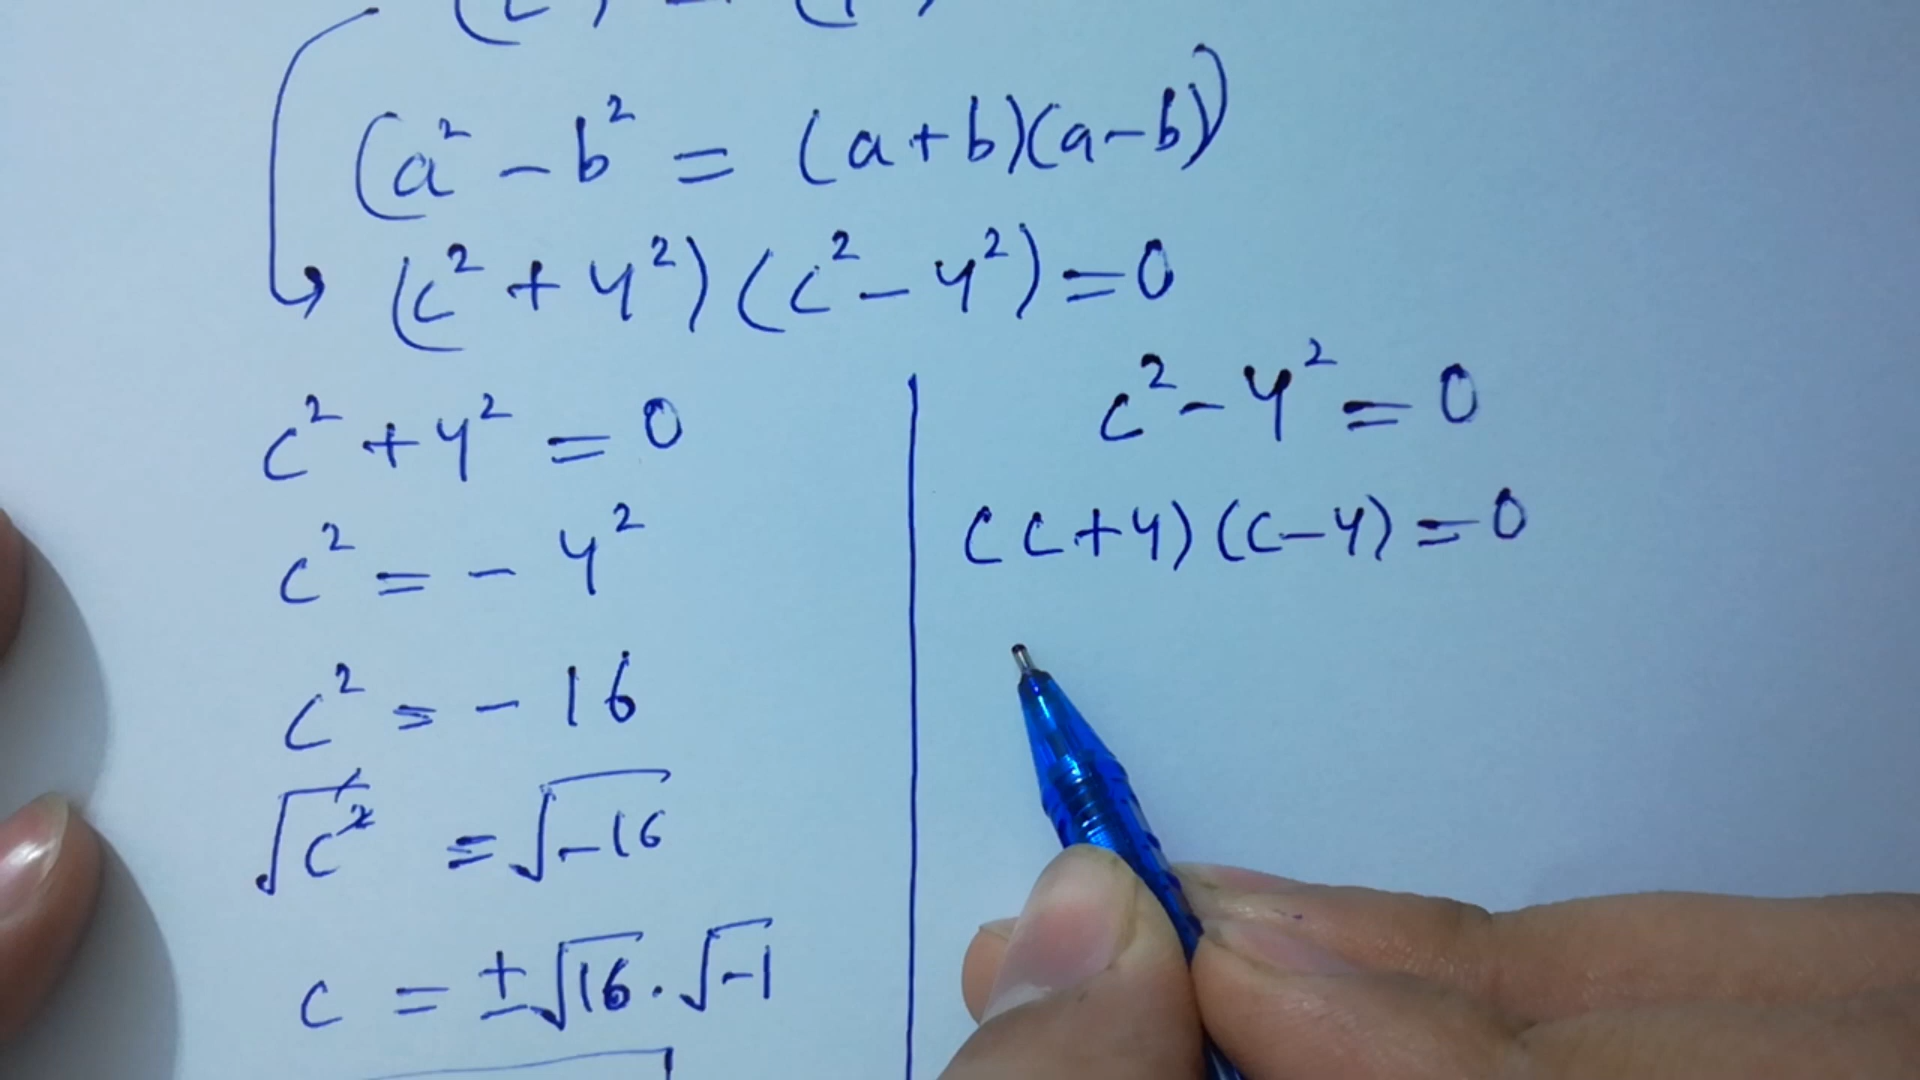 (a² - b² = (a+b)(a-b))
(c² + 4²) (c² - 4²) = 0
c² + 4² = 0
c² = - 4²
c² = - 16
√c² = √-16
c = ±√16 . √-1
c² - 4² = 0
(c+4) (c-4) = 0